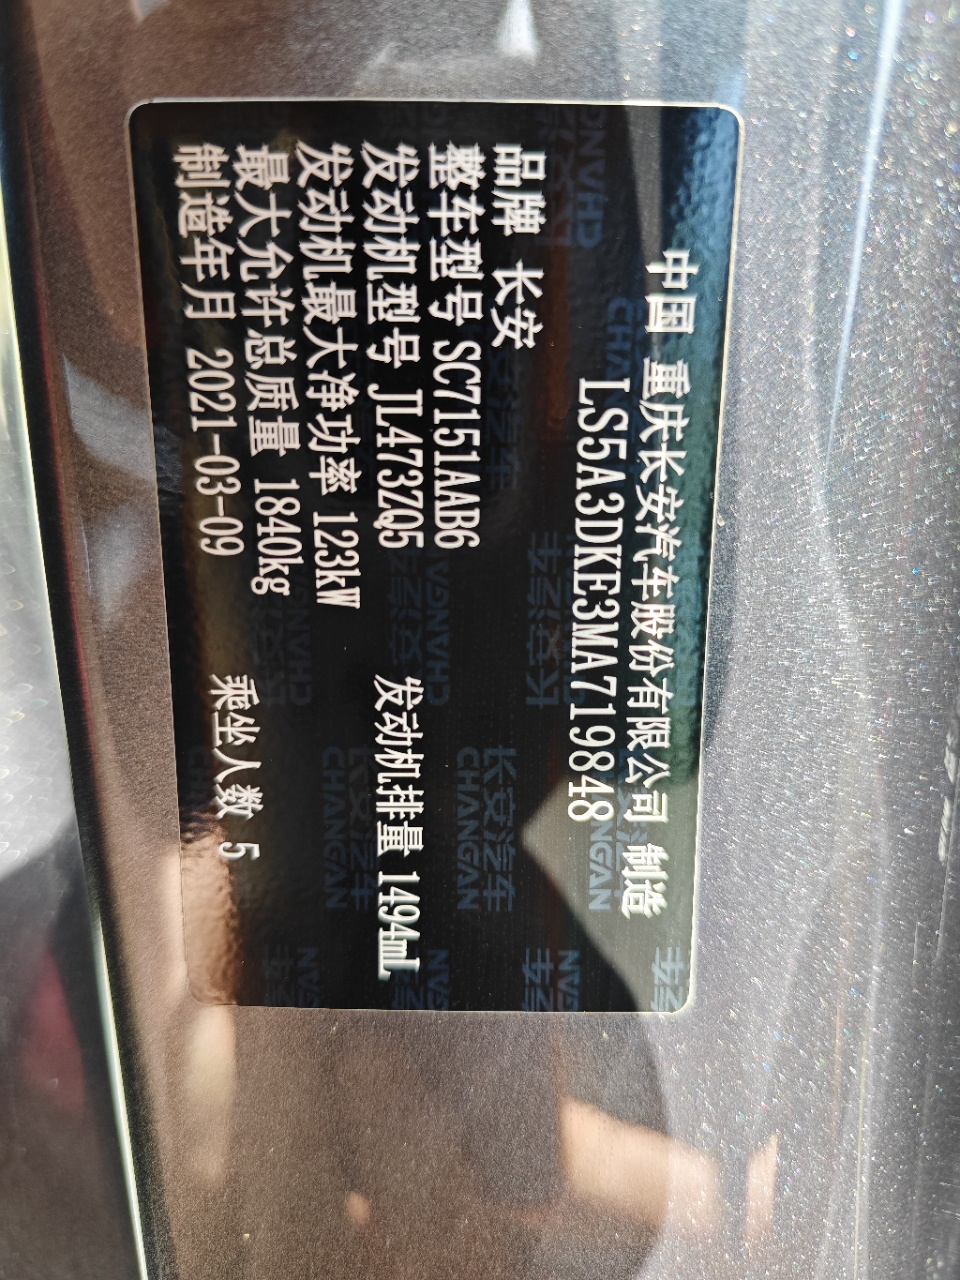 中国 重庆长安汽车股份有限公司 制造
LS5A3DKE3MA719848
品牌 长安
整车型号 SC7151AAB6
发动机型号 JL473ZQ5 发动机排量 1494mL
发动机最大净功率 123kW
最大允许总质量 1840kg
制造年月 2021-03-09 乘坐人数 5